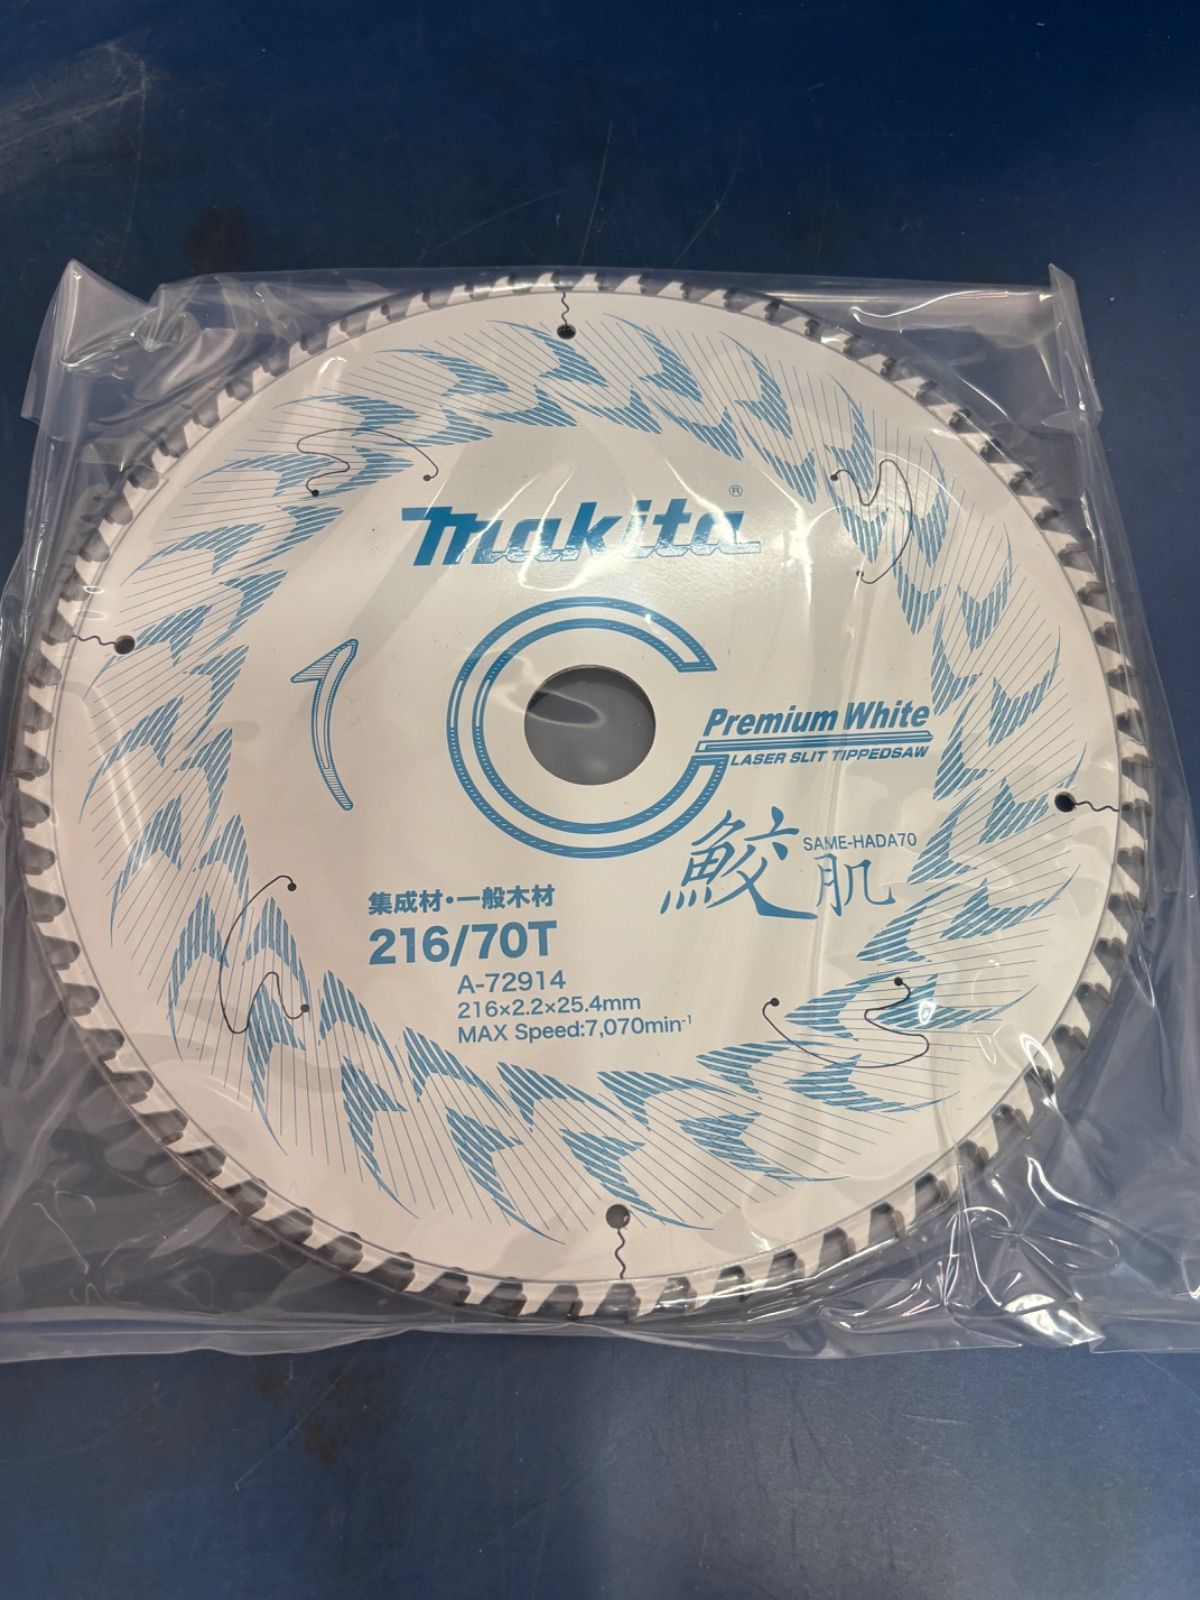 makita®
Premium White
LASER SLIT TIPPEDSAW
鮫肌
SAME-HADA70
集成材・一般木材
216/70T
A-72914
216×2.2×25.4mm
MAX Speed:7,070min⁻¹